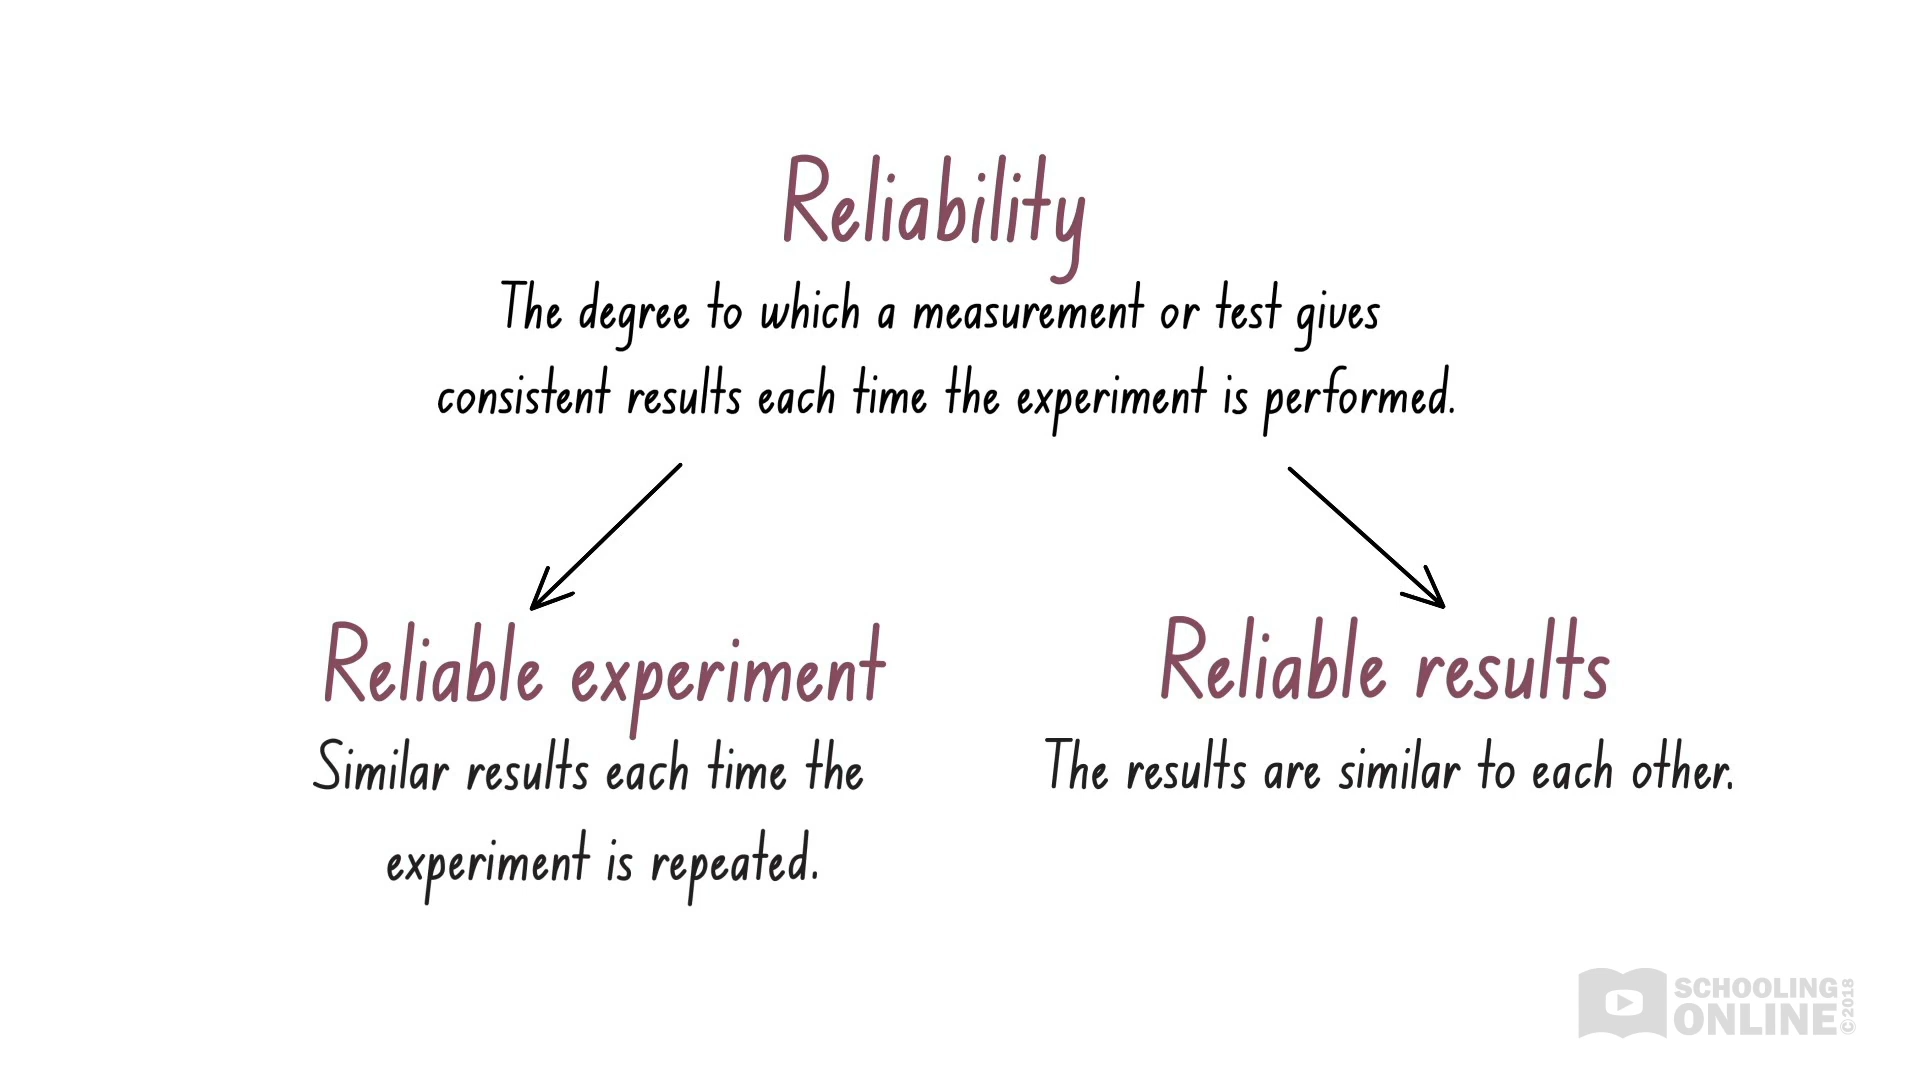 Reliability
The degree to which a measurement or test gives
consistent results each time the experiment is performed.
Reliable experiment
Similar results each time the
experiment is repeated.
Reliable results
The results are similar to each other.
SCHOOLING
ONLINE
©2018